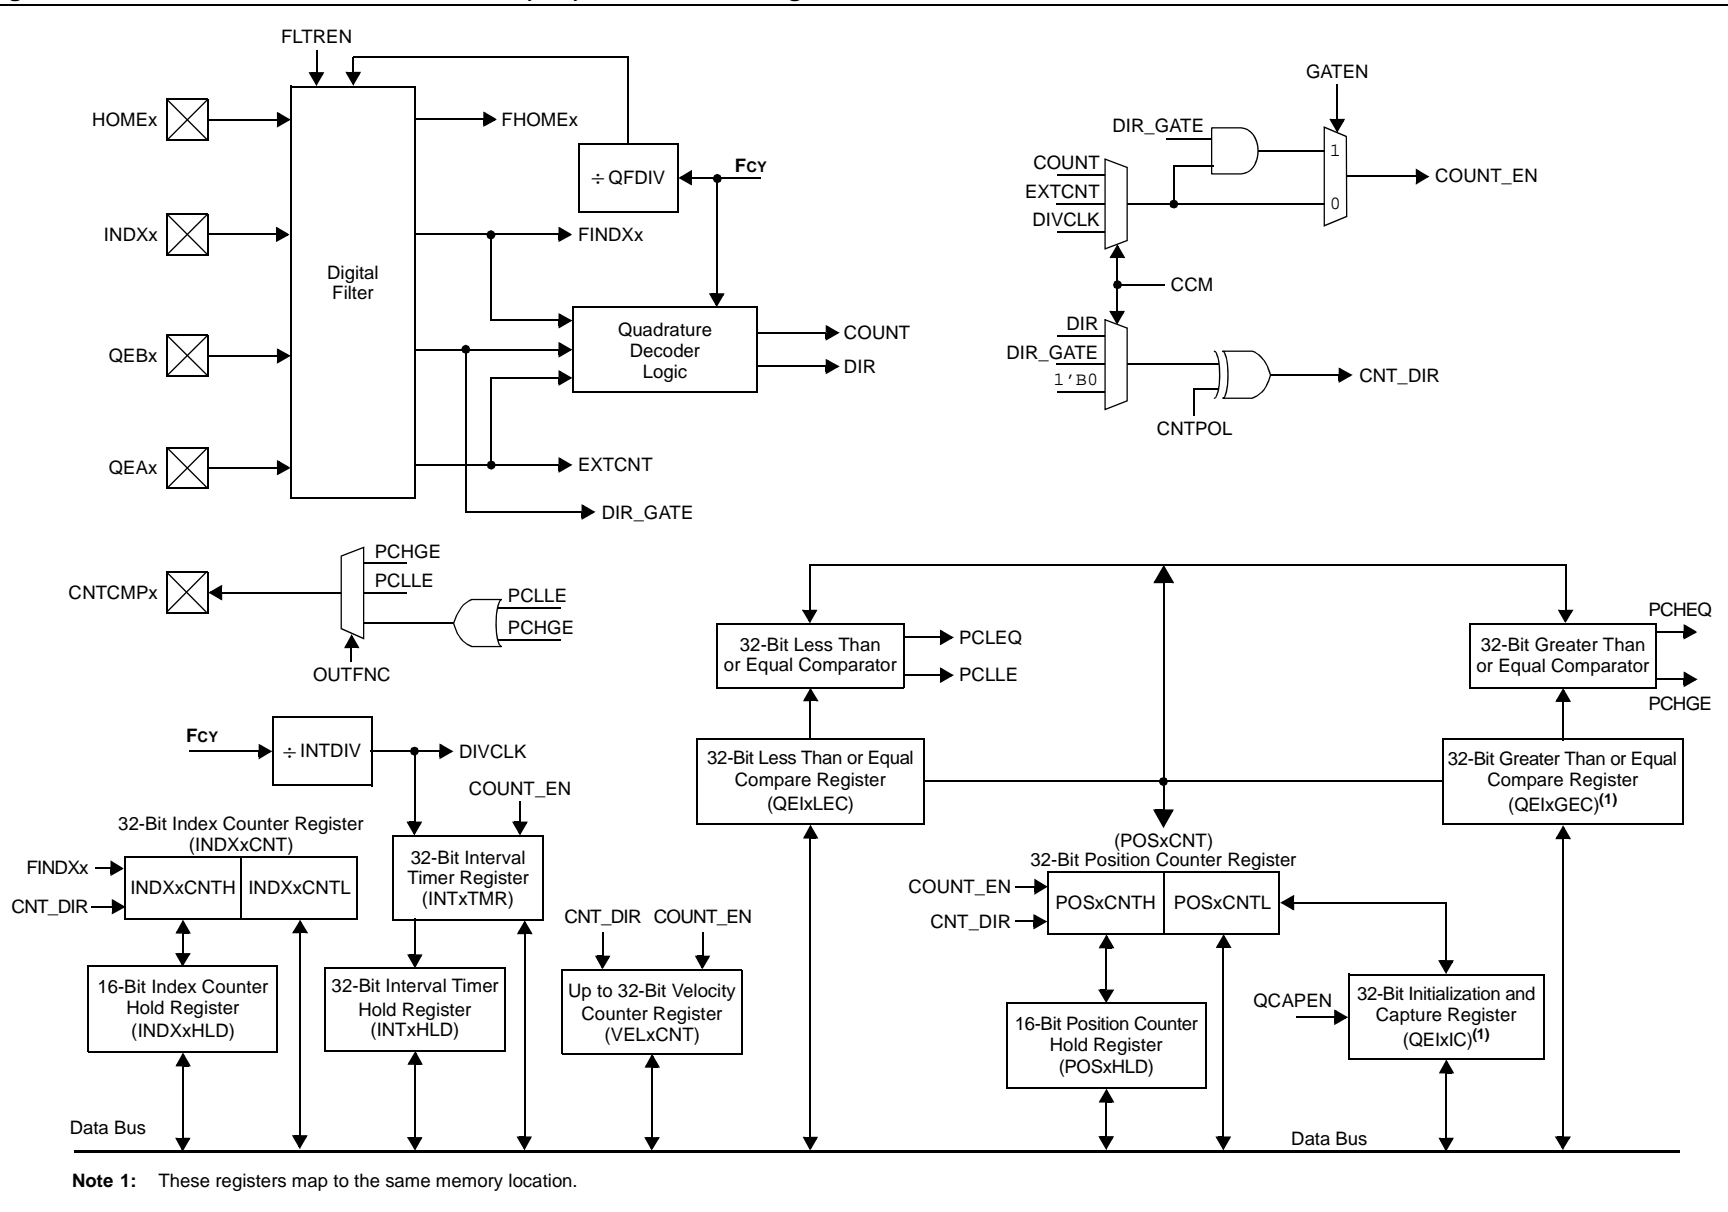 FLTREN
HOMEx
FHOMEx
÷ QFDIV
FCY
INDXx
FINDXx
Digital
Filter
Quadrature
Decoder
Logic
COUNT
DIR
QEBx
QEAx
EXTCNT
DIR_GATE
GATEN
DIR_GATE
COUNT
EXTCNT
DIVCLK
1
0
COUNT_EN
CCM
DIR
DIR_GATE
1'B0
CNT_DIR
CNTPOL
CNTCMPx
PCHGE
PCLLE
PCLLE
PCHGE
OUTFNC
32-Bit Less Than
or Equal Comparator
PCLEQ
PCLLE
32-Bit Greater Than
or Equal Comparator
PCHEQ
PCHGE
FCY
÷ INTDIV
DIVCLK
COUNT_EN
32-Bit Less Than or Equal
Compare Register
(QEIxLEC)
32-Bit Greater Than or Equal
Compare Register
(QEIxGEC)(1)
32-Bit Index Counter Register
(INDXxCNT)
FINDXx
CNT_DIR
INDXxCNTH
INDXxCNTL
32-Bit Interval
Timer Register
(INTxTMR)
(POSxCNT)
32-Bit Position Counter Register
COUNT_EN
CNT_DIR
POSxCNTH
POSxCNTL
CNT_DIR
COUNT_EN
16-Bit Index Counter
Hold Register
(INDXxHLD)
32-Bit Interval Timer
Hold Register
(INTxHLD)
Up to 32-Bit Velocity
Counter Register
(VELxCNT)
16-Bit Position Counter
Hold Register
(POSxHLD)
QCAPEN
32-Bit Initialization and
Capture Register
(QEIxIC)(1)
Data Bus
Data Bus
Note 1: These registers map to the same memory location.